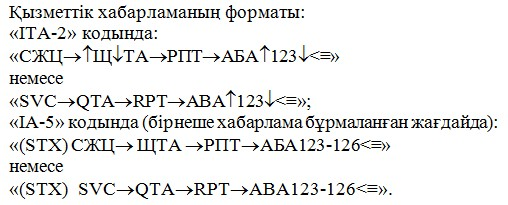 Қызметтік хабарламаның форматы:
«ITA-2» кодында:
«СЖЦ→↑Щ↓ТА→РПТ→АБА↑123↓<≡»
немесе
«SVC→QTA→RPT→ABA↑123↓<≡»;
«IA-5» кодында (бірнеше хабарлама бұрмаланған жағдайда):
«(STX) СЖЦ→ ЩТА →РПТ→АБА123-126<≡»
немесе
«(STX)  SVC→QTA→RPT→ABA123-126<≡».